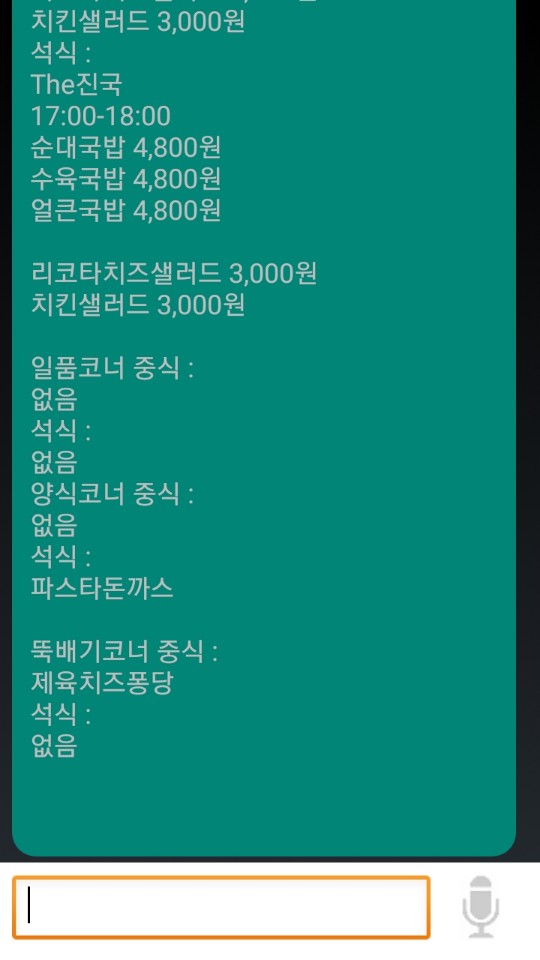 치킨샐러드 3,000원
석식 :
The진국
17:00-18:00
순대국밥 4,800원
수육국밥 4,800원
얼큰국밥 4,800원
리코타치즈샐러드 3,000원
치킨샐러드 3,000원
일품코너 중식 :
없음
석식 :
없음
양식코너 중식 :
없음
석식 :
파스타돈까스
뚝배기코너 중식 :
제육치즈퐁당
석식 :
없음